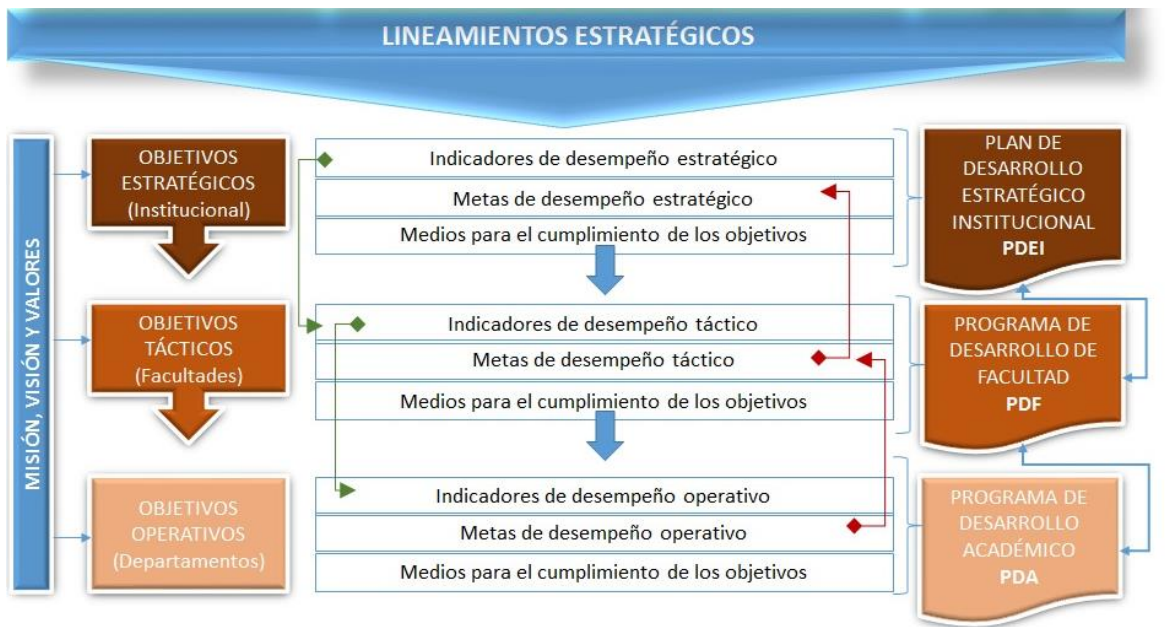 LINEAMIENTOS ESTRATÉGICOS
MISIÓN, VISIÓN Y VALORES
OBJETIVOS
ESTRATÉGICOS
(Institucional)
Indicadores de desempeño estratégico
Metas de desempeño estratégico
Medios para el cumplimiento de los objetivos
PLAN DE
DESARROLLO
ESTRATÉGICO
INSTITUCIONAL
PDEI
OBJETIVOS
TÁCTICOS
(Facultades)
Indicadores de desempeño táctico
Metas de desempeño táctico
Medios para el cumplimiento de los objetivos
PROGRAMA DE
DESARROLLO DE
FACULTAD
PDF
OBJETIVOS
OPERATIVOS
(Departamentos)
Indicadores de desempeño operativo
Metas de desempeño operativo
Medios para el cumplimiento de los objetivos
PROGRAMA DE
DESARROLLO
ACADÉMICO
PDA